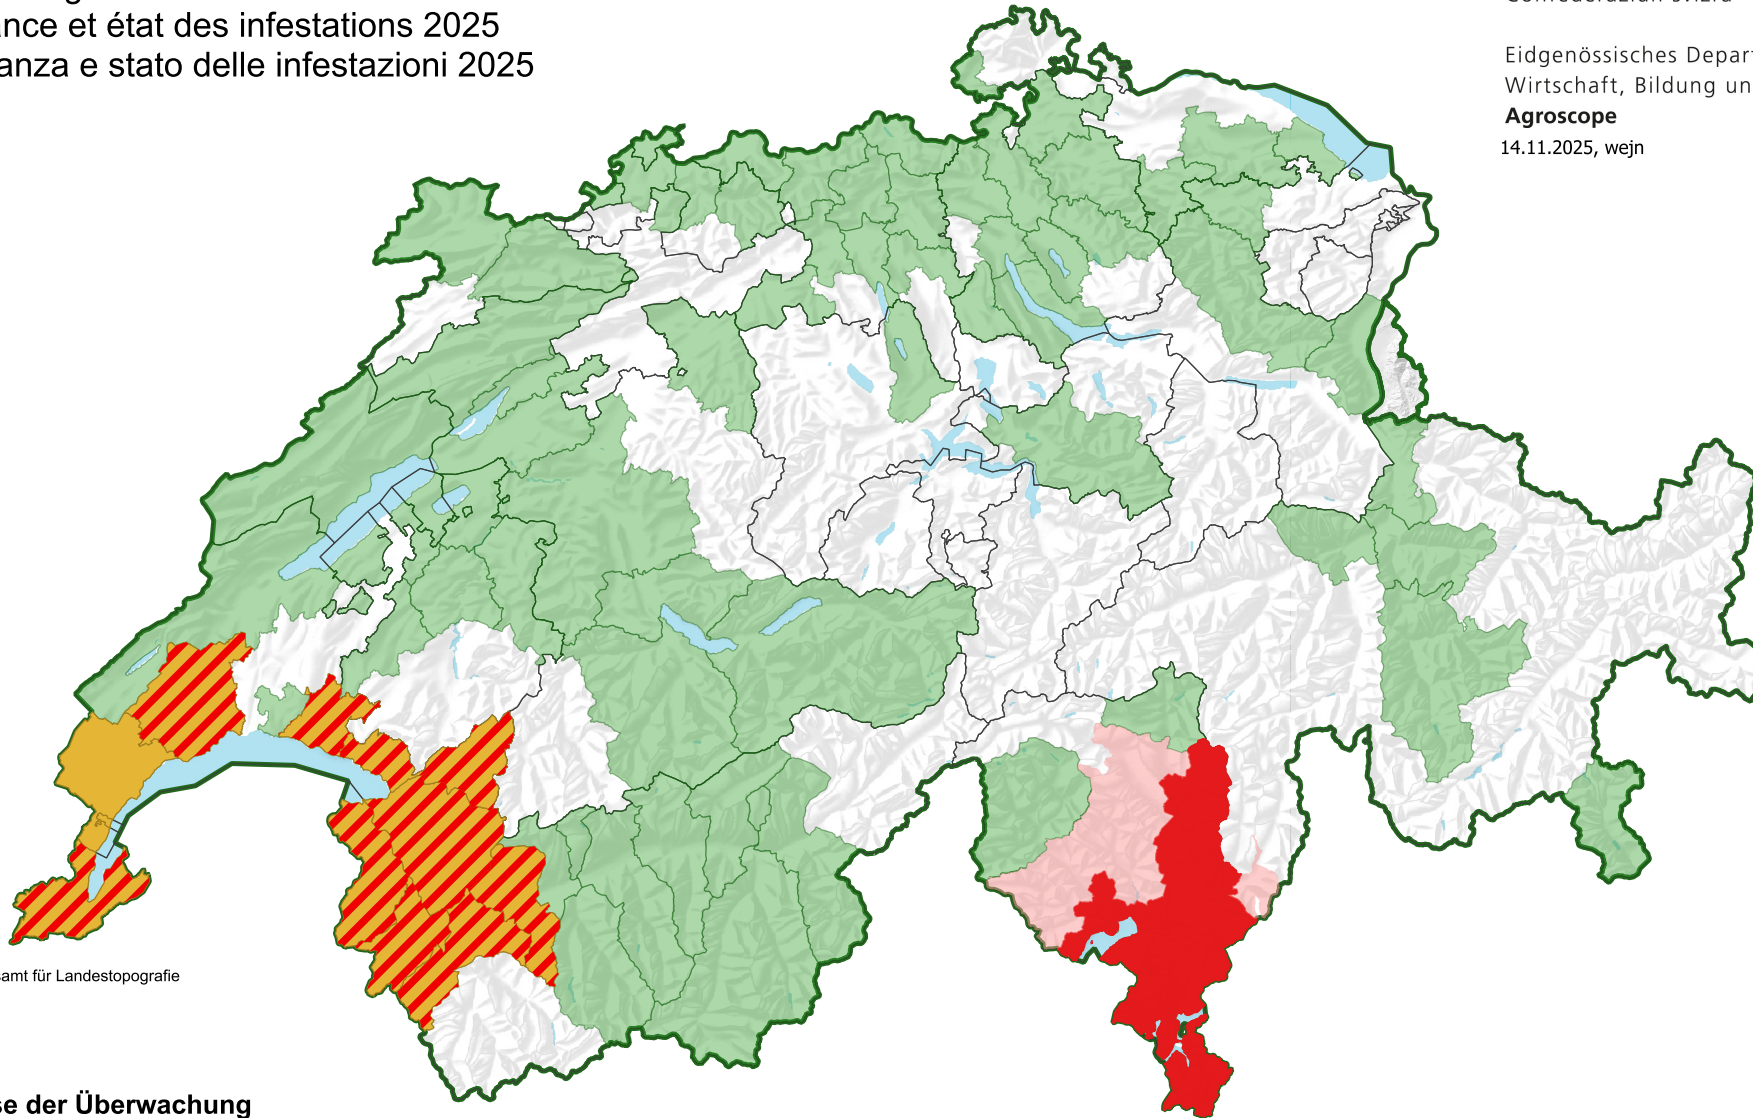 ance et état des infestations 2025
anza e stato delle infestazioni 2025
Eidgenössisches Depar
Wirtschaft, Bildung un
Agroscope
14.11.2025, wejn
samt für Landestopografie
se der Überwachung